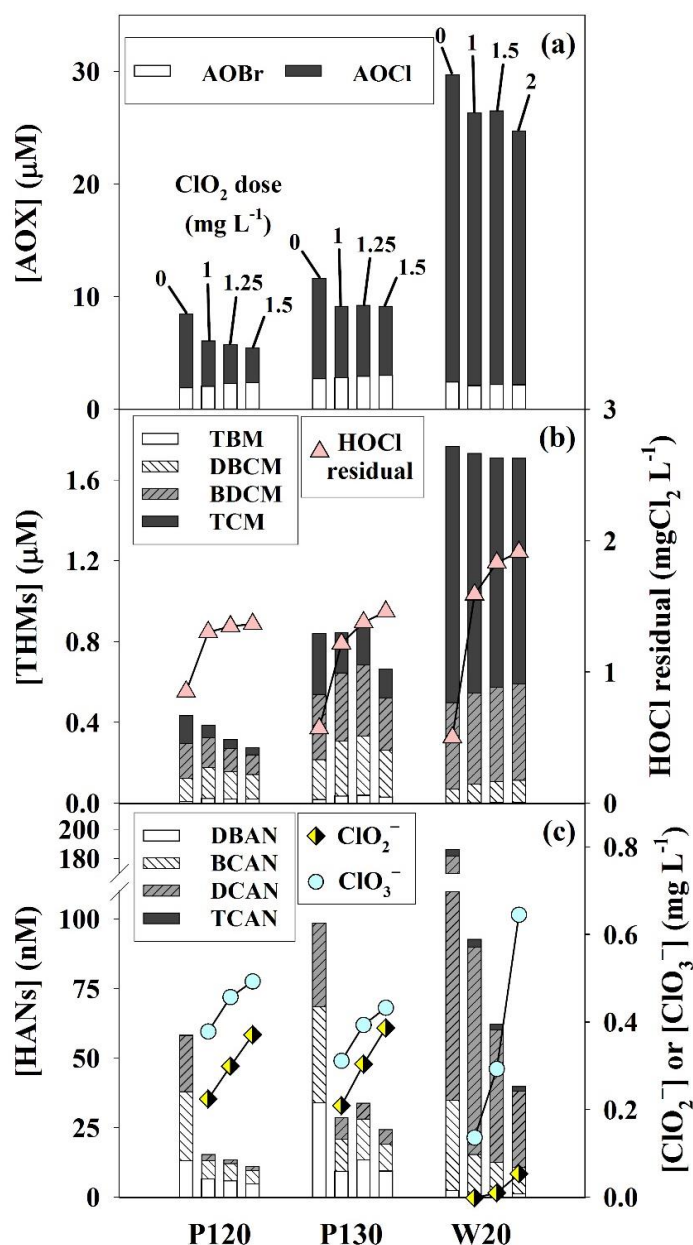 (a)
AOBr AOCl
0
1
1.5
2
30
20
10
0
[AOX] (μM)
ClO₂ dose
(mg L⁻¹)
0
1
1.25
1.5
0
1
1.25
1.5
(b)
TBM
DBCM
BDCM
TCM
HOCl
residual
1.6
1.2
0.8
0.4
0.0
[THMs] (μM)
3
2
1
0
HOCl residual (mgCl₂ L⁻¹)
(c)
DBAN
BCAN
DCAN
TCAN
ClO₂⁻
ClO₃⁻
200
180
100
75
50
25
0
[HANs] (nM)
0.8
0.6
0.4
0.2
0.0
[ClO₂⁻] or [ClO₃⁻] (mg L⁻¹)
P120 P130 W20